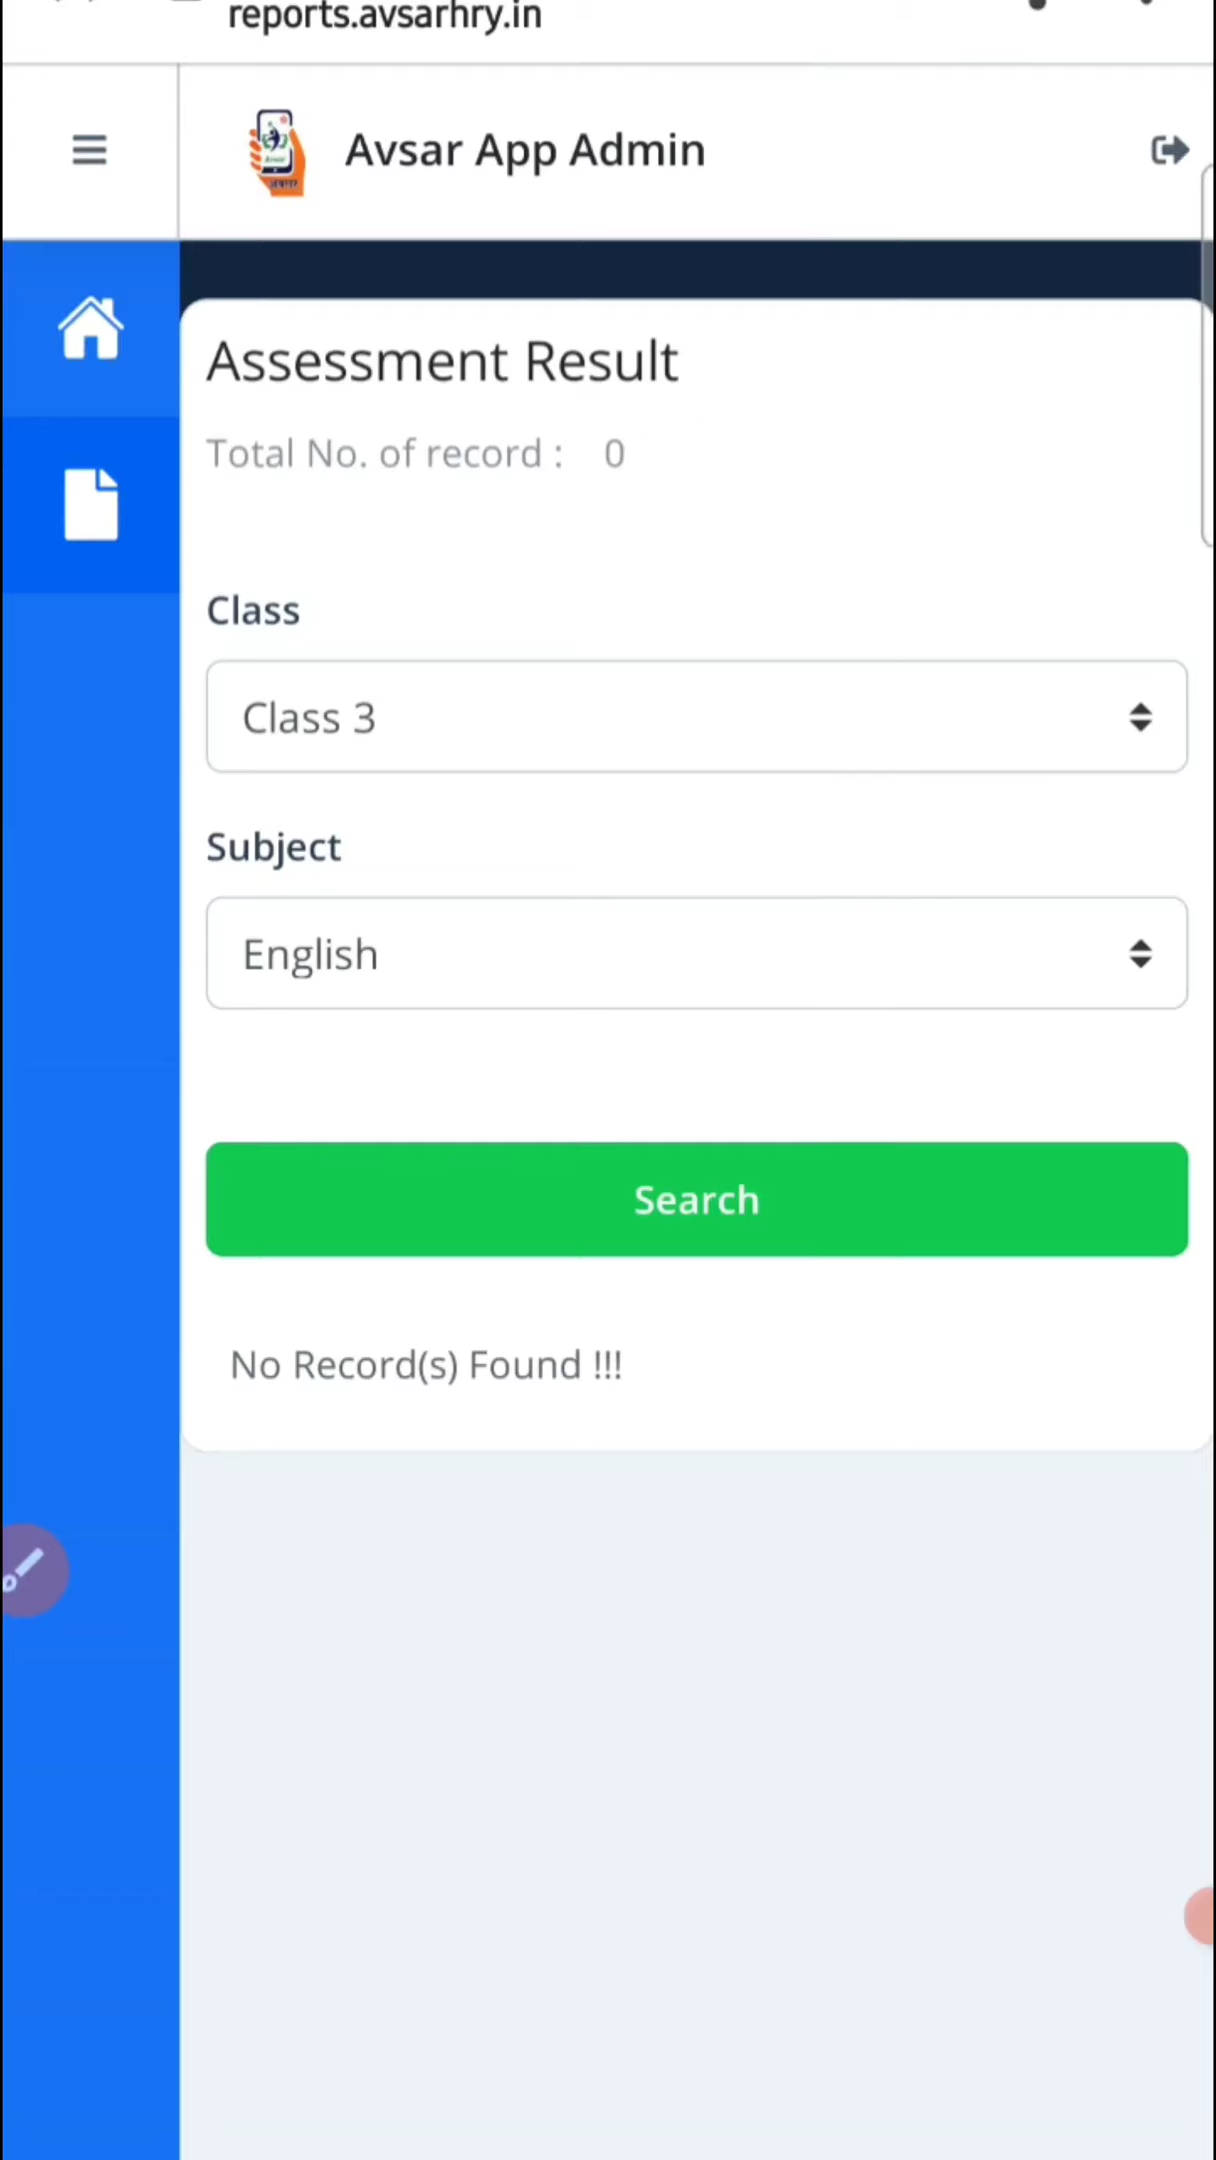 reports.avsarhry.in
Avsar App Admin
Assessment Result
Total No. of record : 0
Class
Class 3
Subject
English
Search
No Record(s) Found !!!